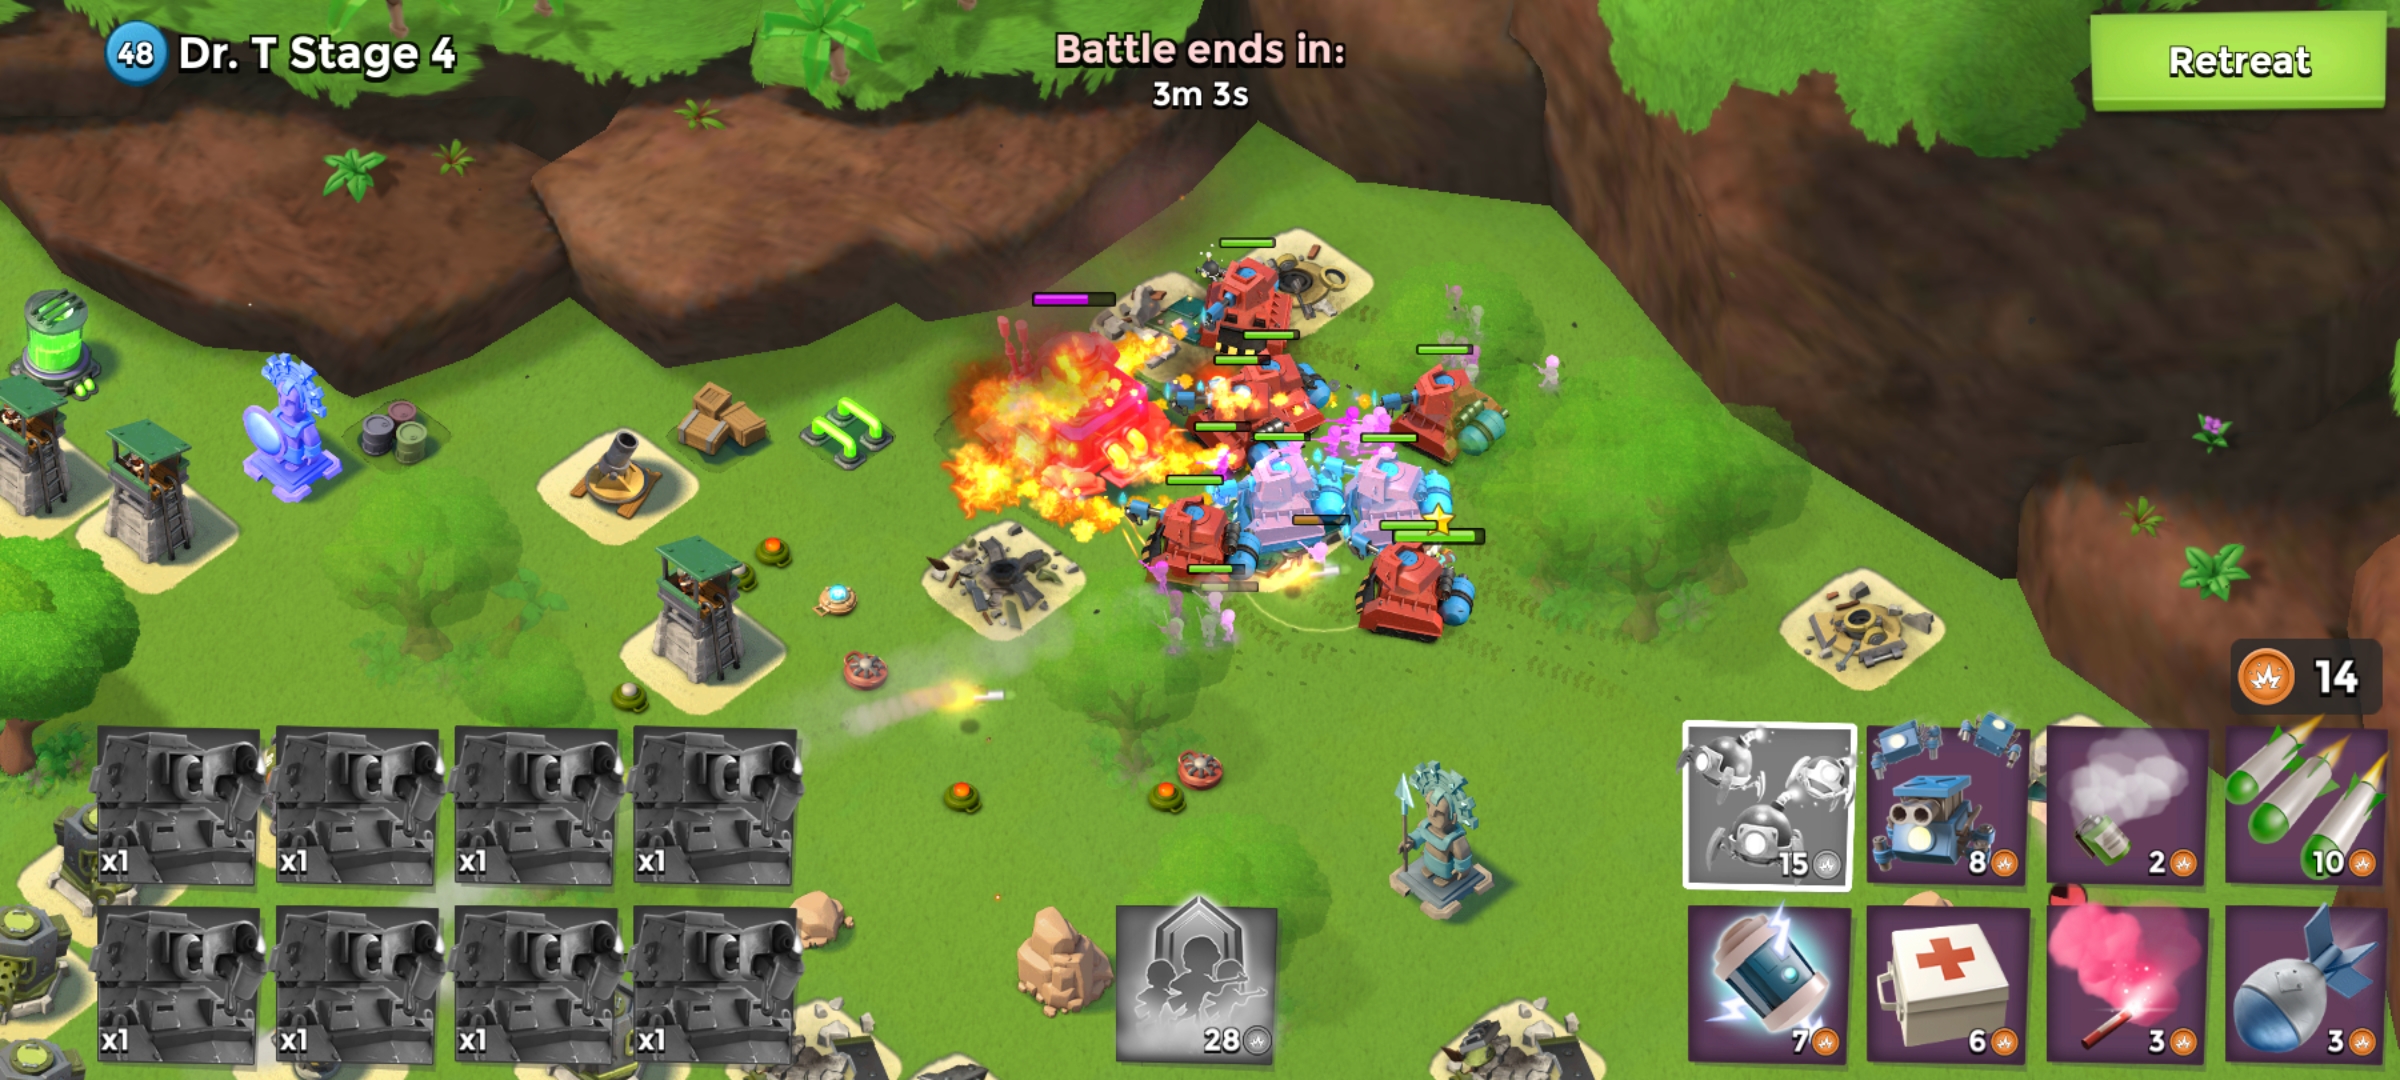 48 Dr. T Stage 4
Battle ends in:
3m 3s
Retreat
14
x1 x1 x1 x1
15 8 2 10
x1 x1 x1 x1
28
7 6 3 3